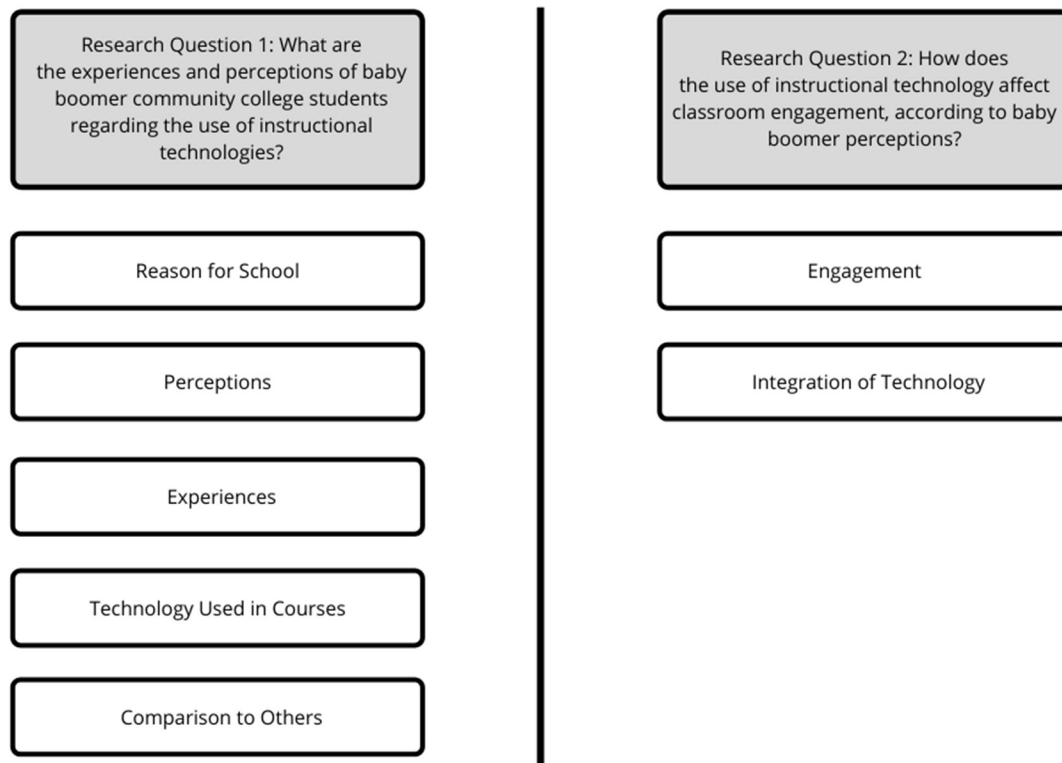 Research Question 1: What are
the experiences and perceptions of baby
boomer community college students
regarding the use of instructional
technologies?
Reason for School
Perceptions
Experiences
Technology Used in Courses
Comparison to Others
Research Question 2: How does
the use of instructional technology affect
classroom engagement, according to baby
boomer perceptions?
Engagement
Integration of Technology